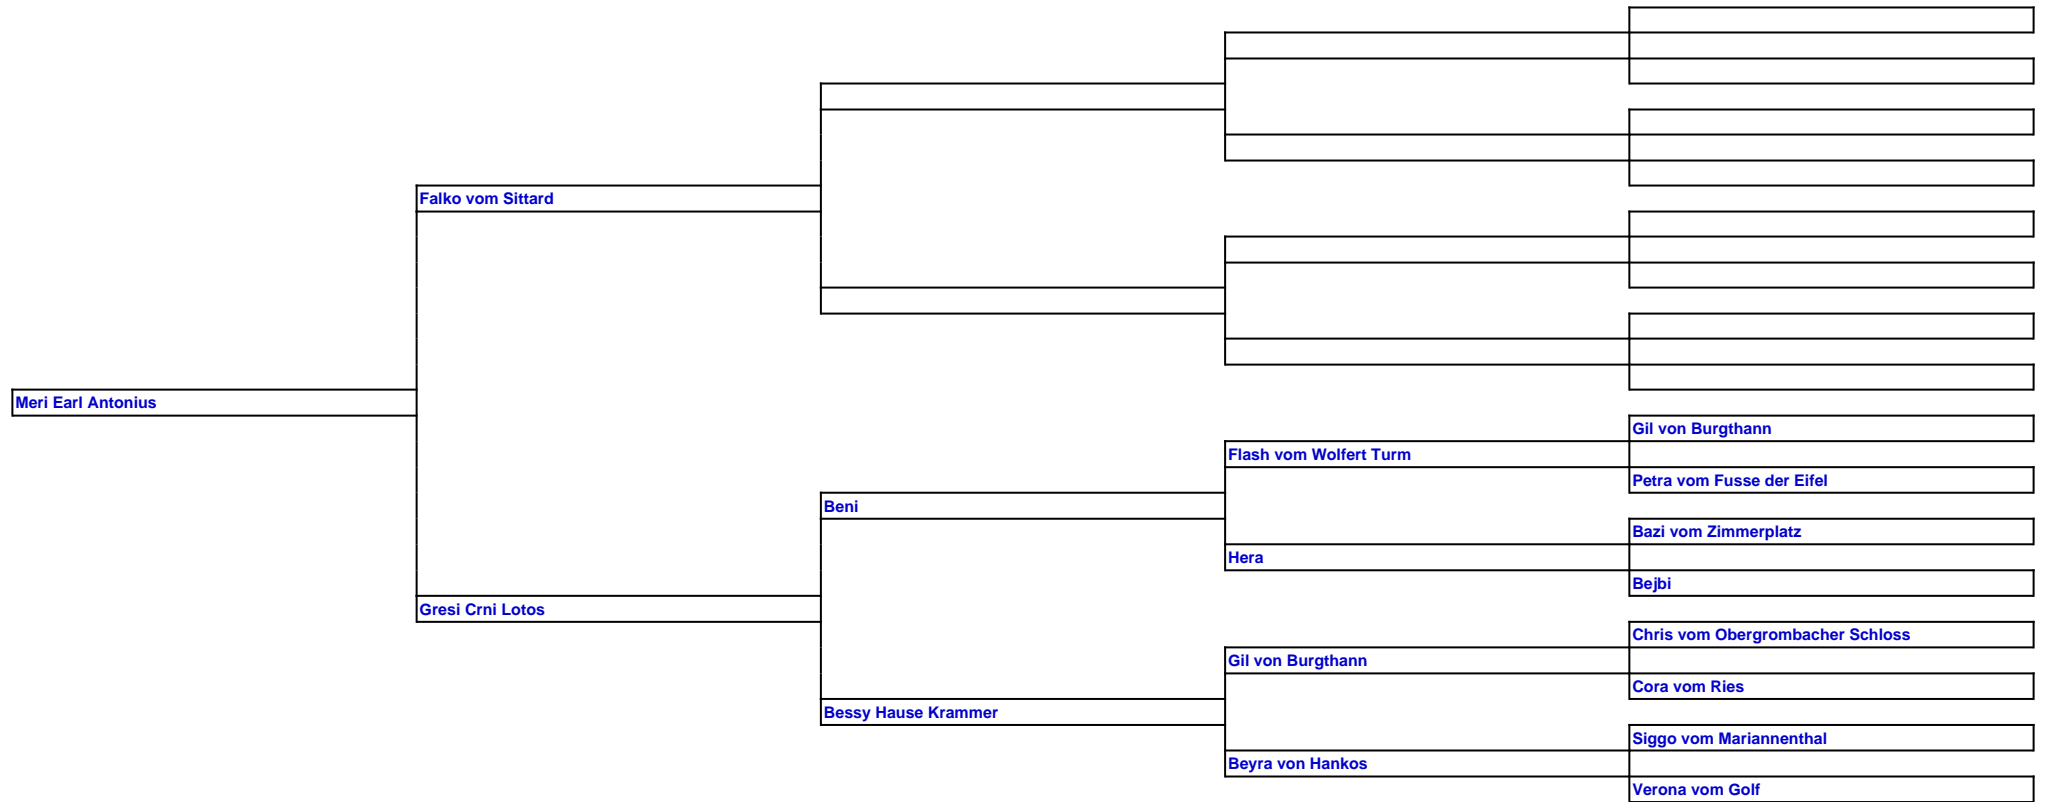 Falko vom Sittard
Meri Earl Antonius
Gil von Burgthann
Flash vom Wolfert Turm
Petra vom Fusse der Eifel
Beni
Bazi vom Zimmerplatz
Hera
Bejbi
Gresi Crni Lotos
Chris vom Obergrombacher Schloss
Gil von Burgthann
Cora vom Ries
Bessy Hause Krammer
Siggo vom Mariannenthal
Beyra von Hankos
Verona vom Golf